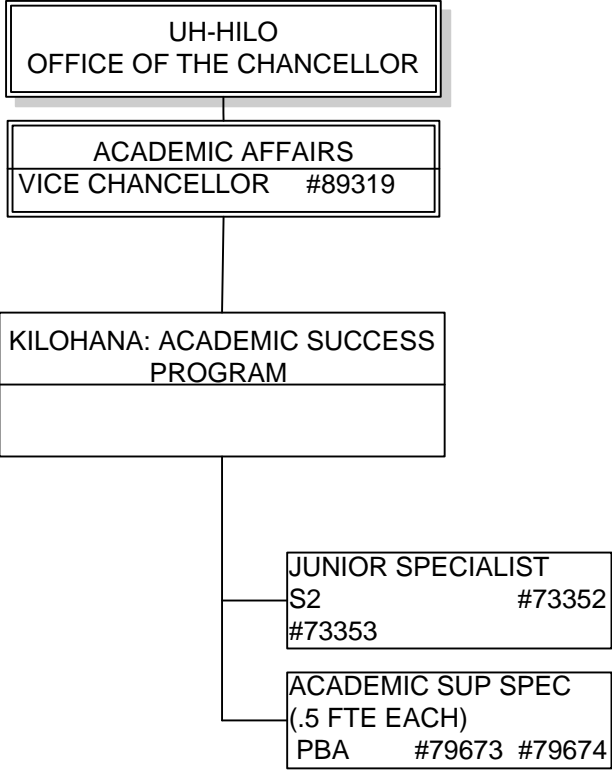 UH-HILO
OFFICE OF THE CHANCELLOR
ACADEMIC AFFAIRS
VICE CHANCELLOR #89319
KILOHANA: ACADEMIC SUCCESS
PROGRAM
JUNIOR SPECIALIST
S2 #73352
#73353
ACADEMIC SUP SPEC
(.5 FTE EACH)
PBA #79673 #79674